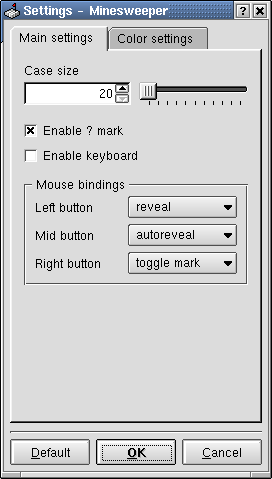 Settings - Minesweeper ?
Main settings Color settings
Case size
20
Enable ? mark
Enable keyboard
Mouse bindings
Left button reveal
Mid button autoreveal
Right button toggle mark
Default OK Cancel